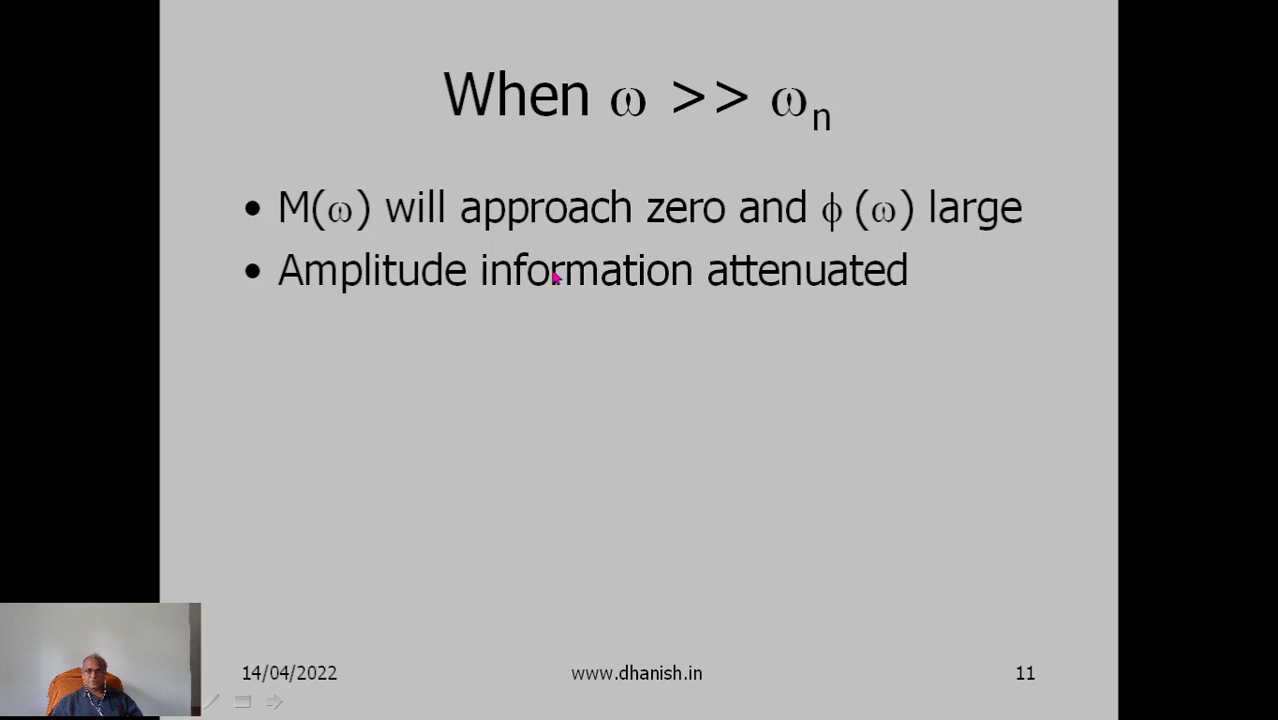 When ω >> ωn
• M(ω) will approach zero and ϕ (ω) large
• Amplitude information attenuated
14/04/2022 www.dhanish.in 11